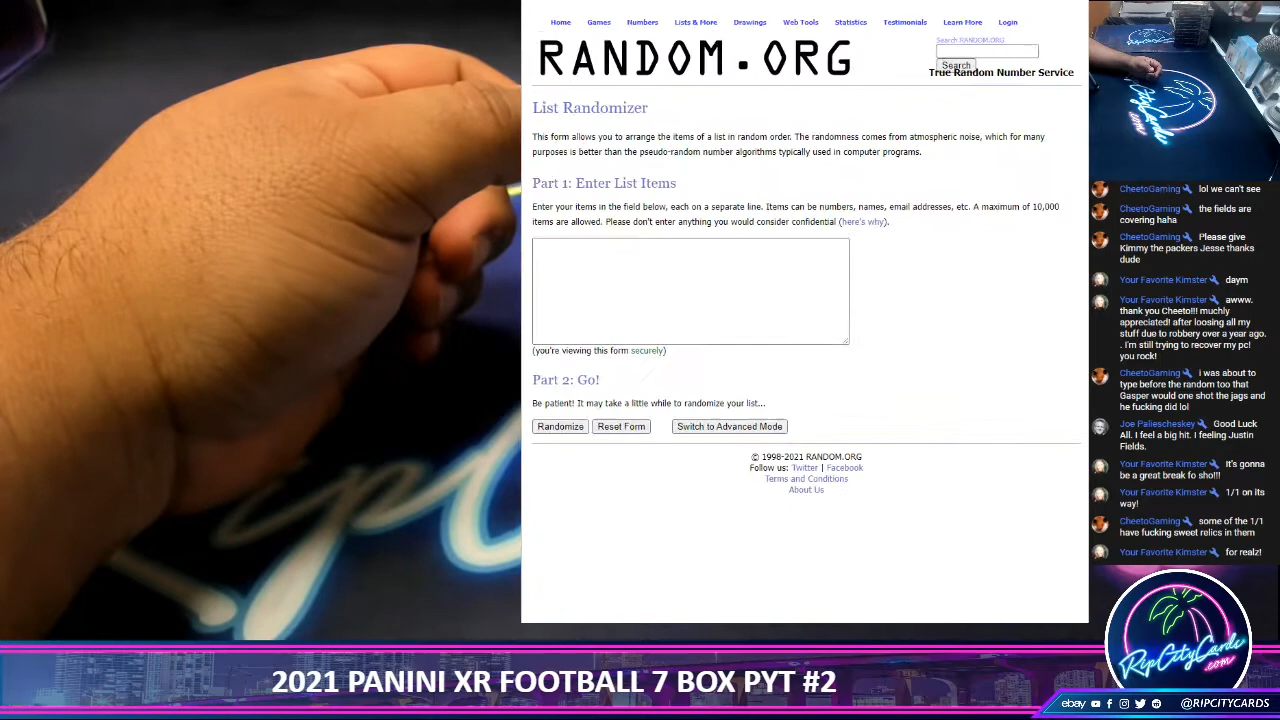 Home Games Numbers Lists & More Drawings Web Tools Statistics Testimonials Learn More Login
RANDOM.ORG
Search RANDOM.ORG
Search
True Random Number Service
List Randomizer
This form allows you to arrange the items of a list in random order. The randomness comes from atmospheric noise, which for many
purposes is better than the pseudo-random number algorithms typically used in computer programs.
Part 1: Enter List Items
Enter your items in the field below, each on a separate line. Items can be numbers, names, email addresses, etc. A maximum of 10,000
items are allowed. Please don't enter anything you would consider confidential (here's why).
(you're viewing this form securely)
Part 2: Go!
Be patient! It may take a little while to randomize your list...
Randomize Reset Form Switch to Advanced Mode
© 1998-2021 RANDOM.ORG
Follow us: Twitter | Facebook
Terms and Conditions
About Us
CheetoGaming lol we can't see
CheetoGaming the fields are
covering haha
CheetoGaming Please give
Kimmy the packers Jesse thanks
dude
Your Favorite Kimster daym
Your Favorite Kimster awww.
thank you Cheeto!!! muchly
appreciated! after loosing all my
stuff due to robbery over a year ago.
. I'm still trying to recover my pc!
you rock!
CheetoGaming i was about to
type before the random too that
Gasper would one shot the jags and
he fucking did lol
Joe Paliescheskey Good Luck
All. I feel a big hit. I feeling Justin
Fields.
Your Favorite Kimster it's gonna
be a great break fo sho!!!
Your Favorite Kimster 1/1 on its
way!
CheetoGaming some of the 1/1
have fucking sweet relics in them
Your Favorite Kimster for realz!
RipCityCards
.com
2021 PANINI XR FOOTBALL 7 BOX PYT #2
ebay @RIPCITYCARDS